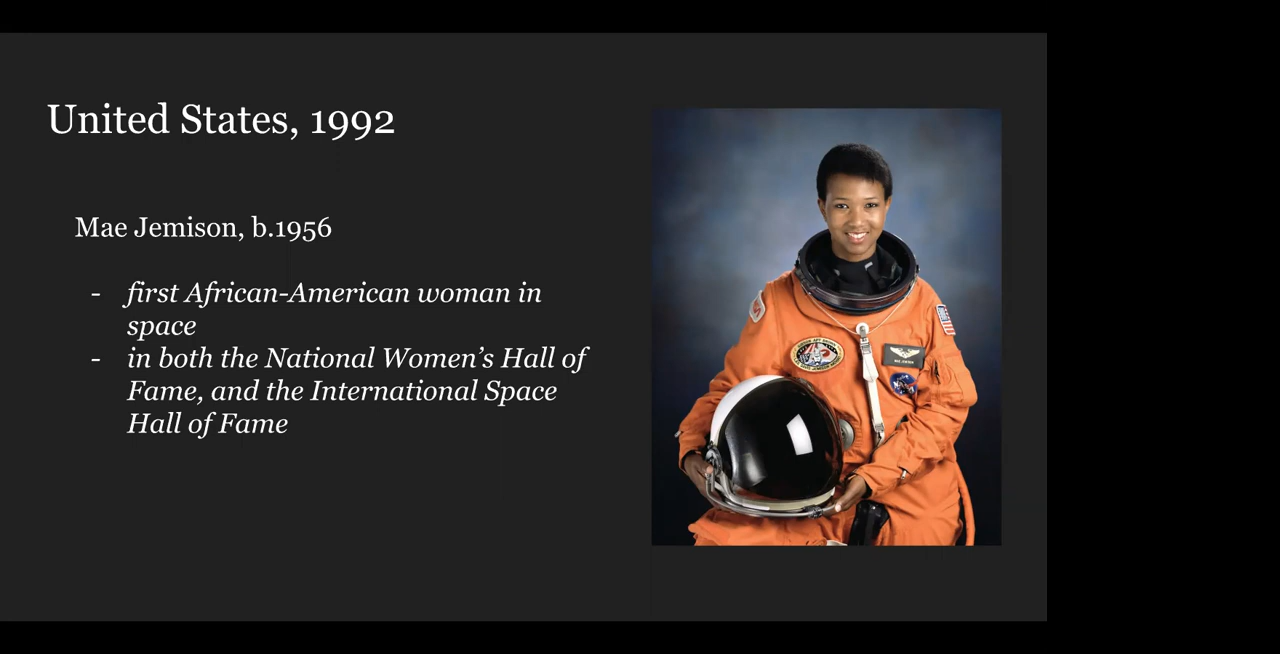 United States, 1992
Mae Jemison, b.1956
- first African-American woman in
space
- in both the National Women’s Hall of
Fame, and the International Space
Hall of Fame
NASA